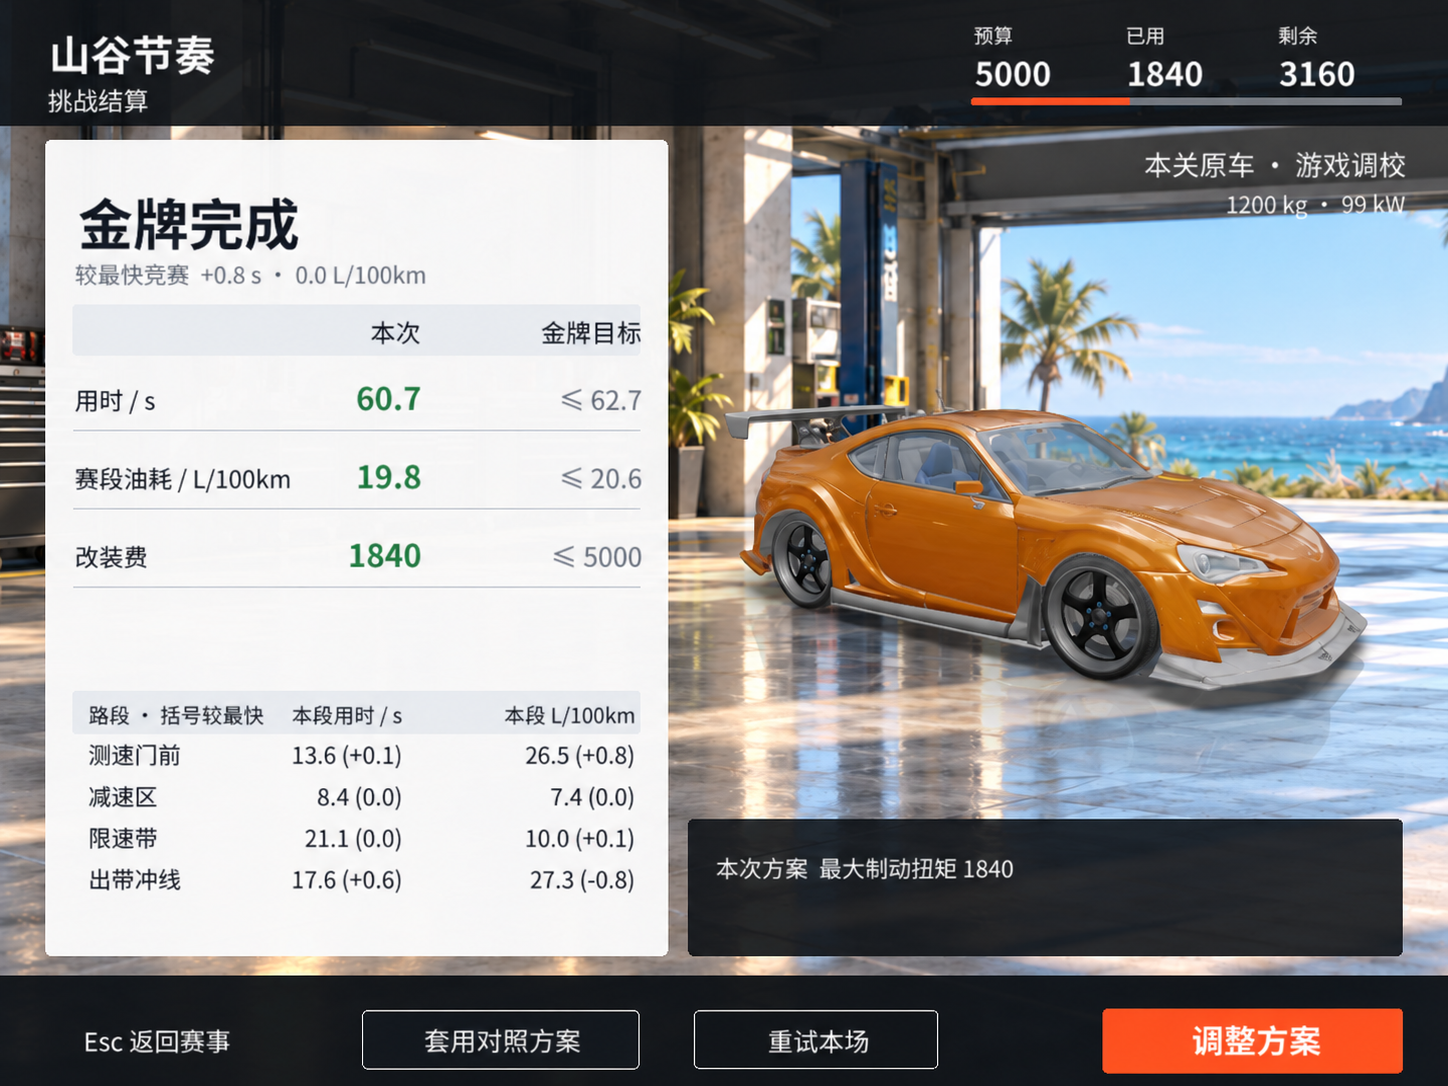 山谷节奏
挑战结算
预算 已用 剩余
5000 1840 3160
本关原车 · 游戏调校
1200 kg · 99 kW
金牌完成
较最快竞赛 +0.8 s · 0.0 L/100km
本次 金牌目标
用时 / s 60.7 ≤ 62.7
赛段油耗 / L/100km 19.8 ≤ 20.6
改装费 1840 ≤ 5000
路段 · 括号较最快 本段用时 / s 本段 L/100km
测速门前 13.6 (+0.1) 26.5 (+0.8)
减速区 8.4 (0.0) 7.4 (0.0)
限速带 21.1 (0.0) 10.0 (+0.1)
出带冲线 17.6 (+0.6) 27.3 (-0.8)
本次方案 最大制动扭矩 1840
Esc 返回赛事 套用对照方案 重试本场 调整方案